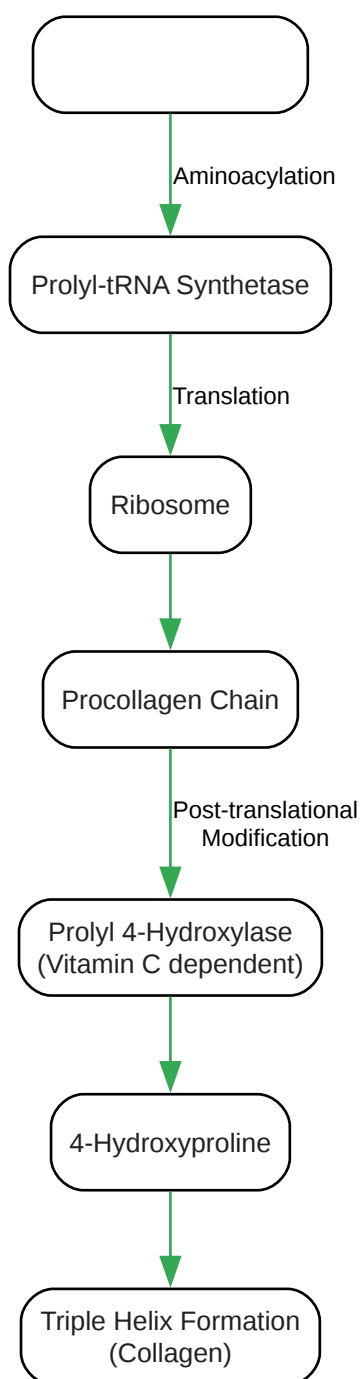 Aminoacylation
Prolyl-tRNA Synthetase
Translation
Ribosome
Procollagen Chain
Post-translational
Modification
Prolyl 4-Hydroxylase
(Vitamin C dependent)
4-Hydroxyproline
Triple Helix Formation
(Collagen)